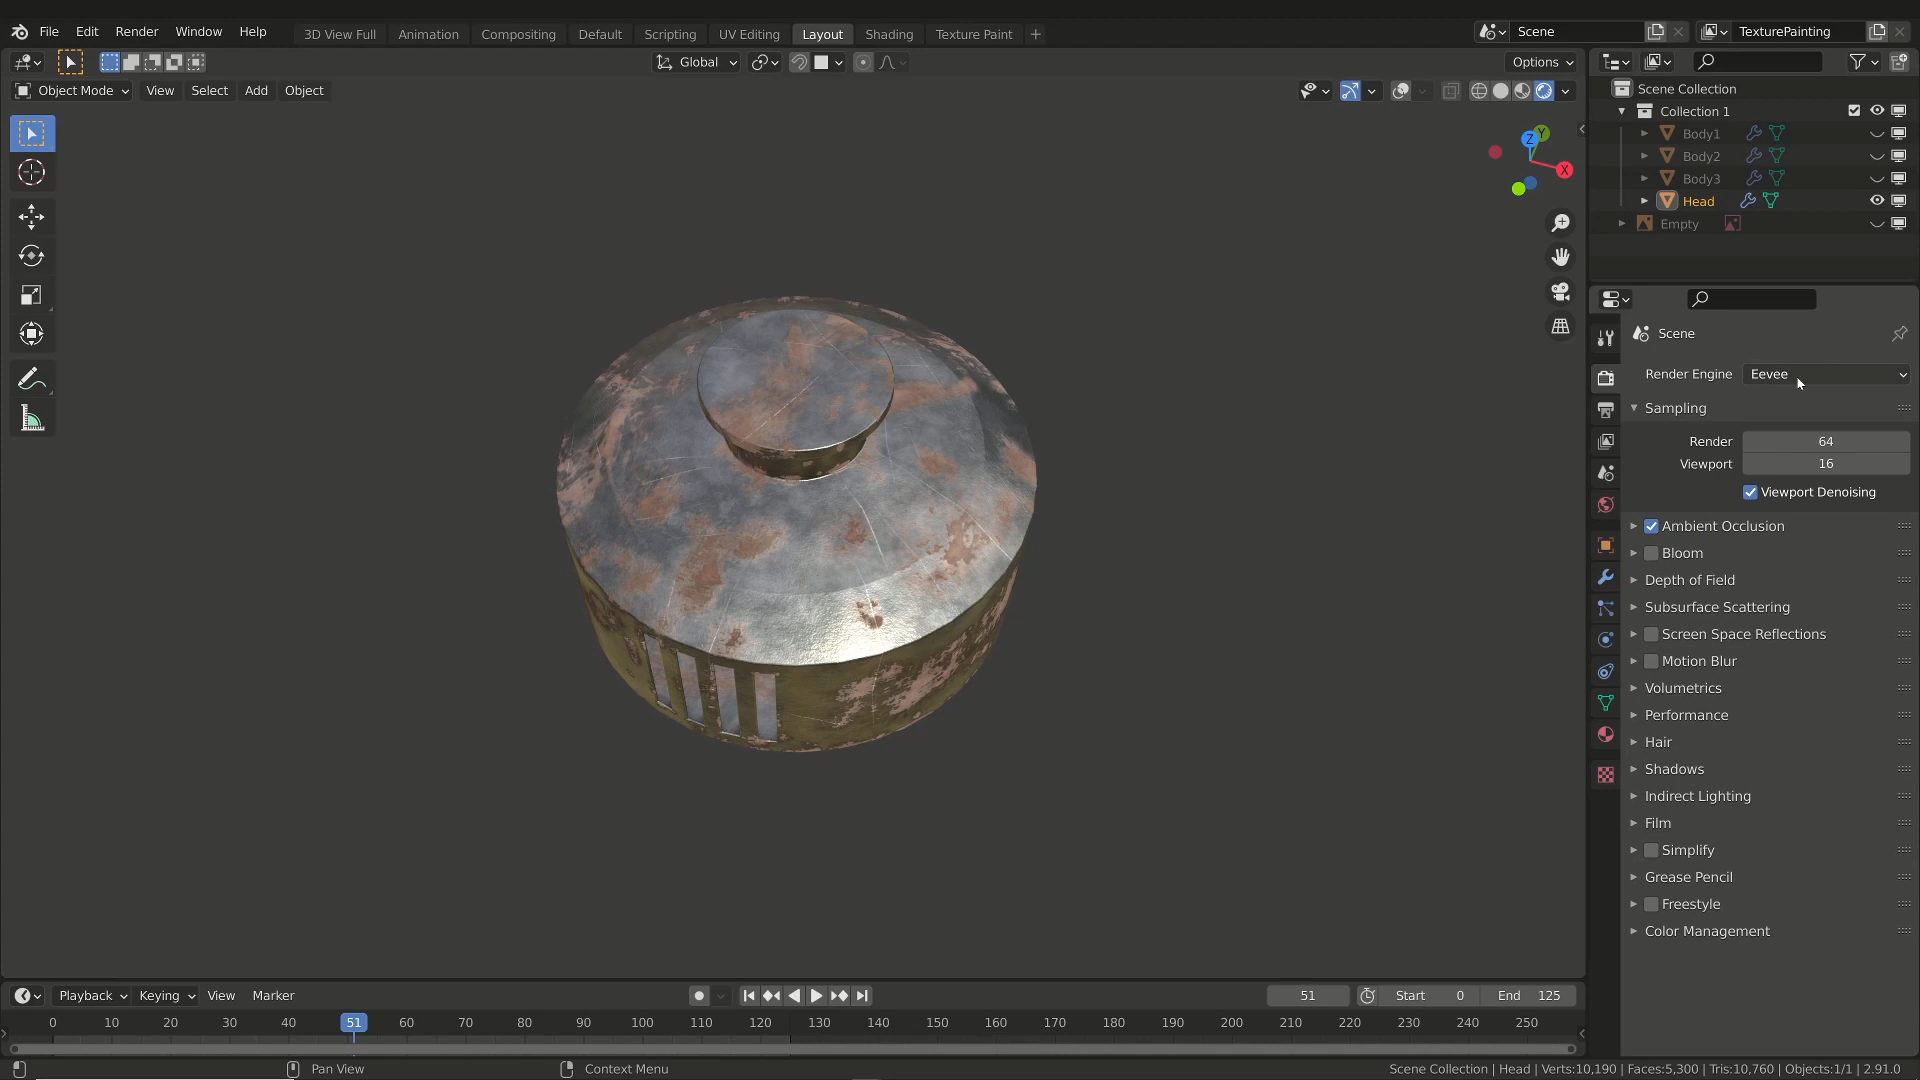 File Edit Render Window Help 3D View Full Animation Compositing Default Scripting UV Editing Layout Shading Texture Paint + Scene TexturePainting
Global Options
Object Mode View Select Add Object
Scene Collection
Collection 1
Body1
Body2
Body3
Head
Empty
Z Y
X
Scene
Render Engine Eevee
Sampling
Render 64
Viewport 16
Viewport Denoising
Ambient Occlusion
Bloom
Depth of Field
Subsurface Scattering
Screen Space Reflections
Motion Blur
Volumetrics
Performance
Hair
Shadows
Indirect Lighting
Film
Simplify
Grease Pencil
Freestyle
Color Management
Playback Keying View Marker 51 Start 0 End 125
0 10 20 30 40 51 60 70 80 90 100 110 120 130 140 150 160 170 180 190 200 210 220 230 240 250
Pan View Context Menu Scene Collection | Head | Verts:10,190 | Faces:5,300 | Tris:10,760 | Objects:1/1 | 2.91.0